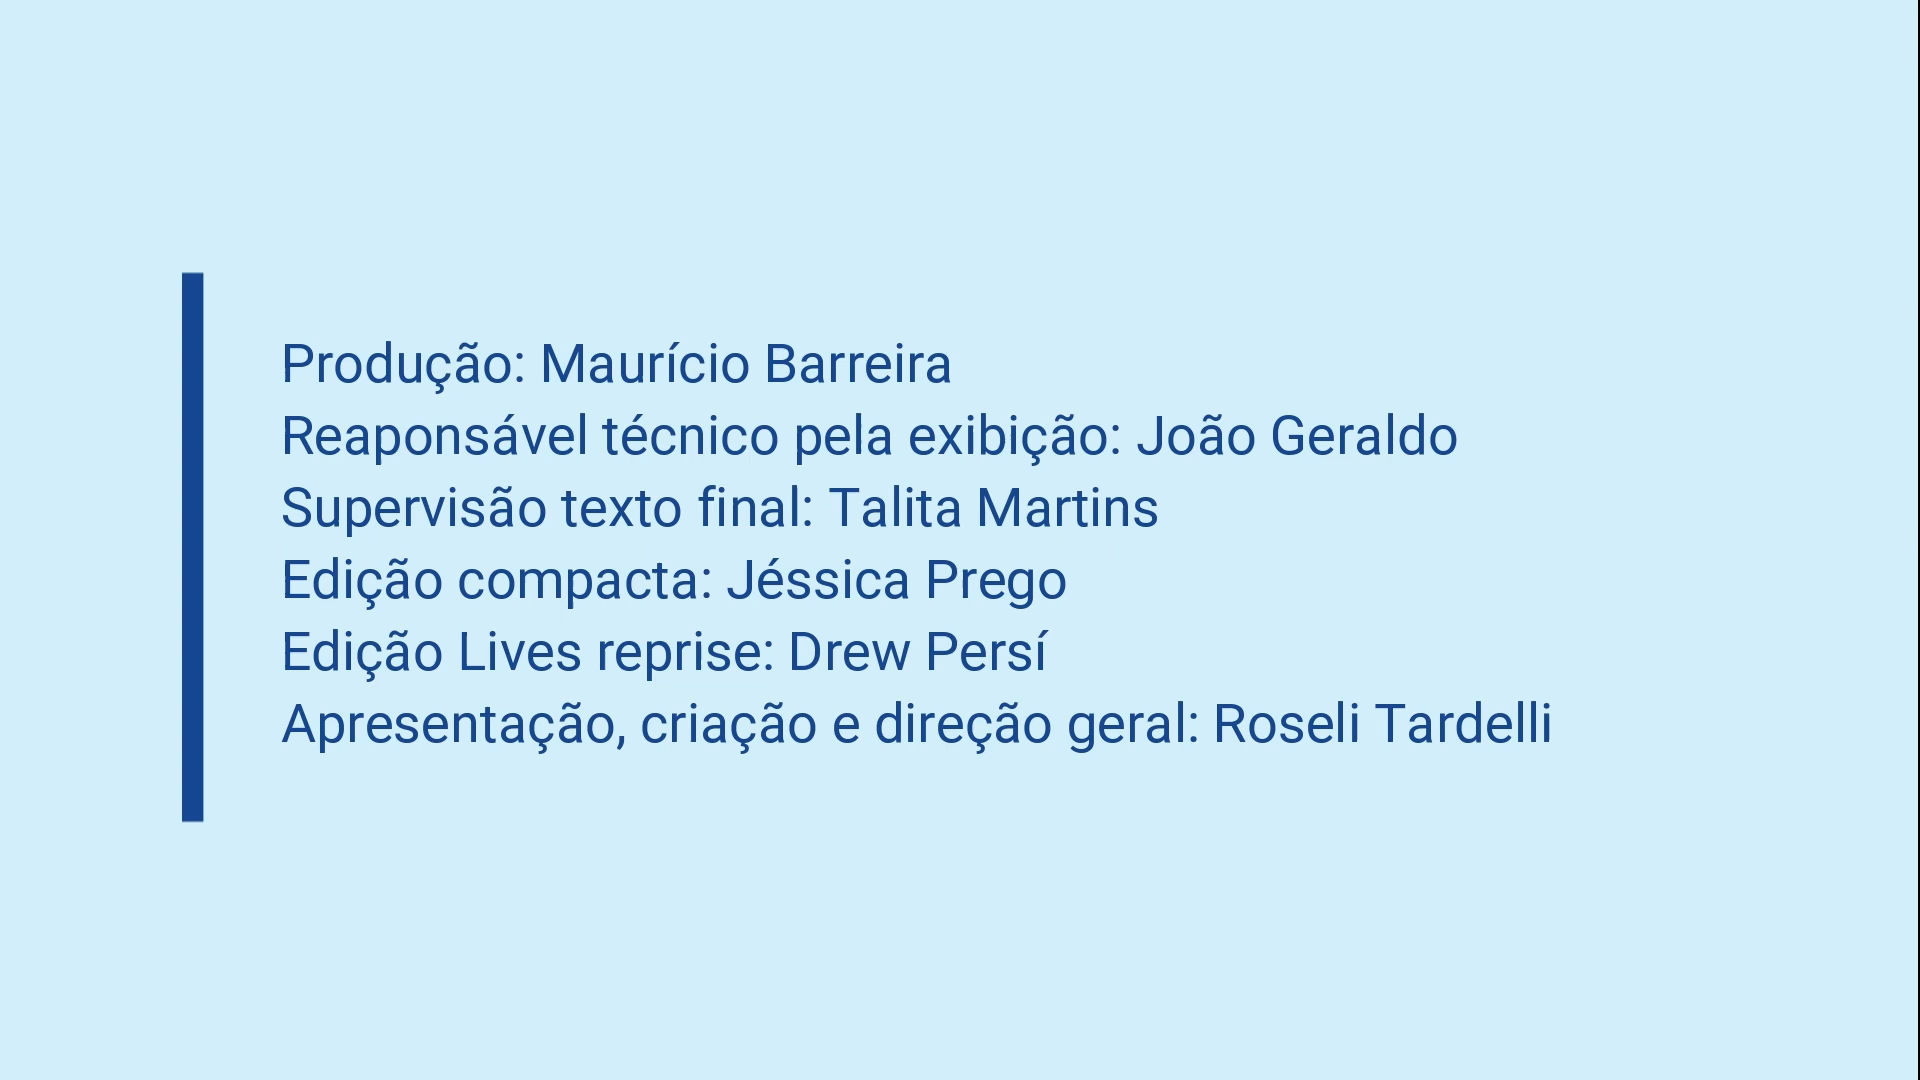 Produção: Maurício Barreira
Reaponsável técnico pela exibição: João Geraldo
Supervisão texto final: Talita Martins
Edição compacta: Jéssica Prego
Edição Lives reprise: Drew Persí
Apresentação, criação e direção geral: Roseli Tardelli